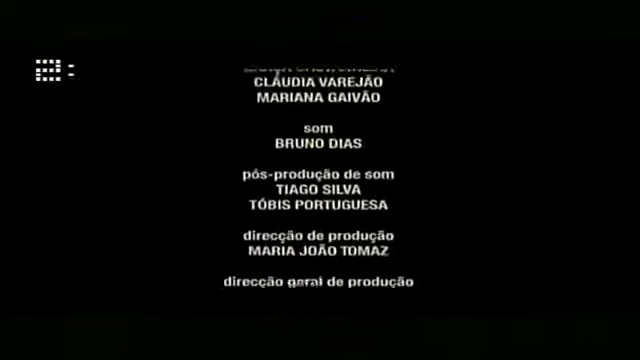 CLÁUDIA VAREJÃO
MARIANA GAIVÃO
som
BRUNO DIAS
pós-produção de som
TIAGO SILVA
TÓBIS PORTUGUESA
direcção de produção
MARIA JOÃO TOMAZ
direcção geral de produção